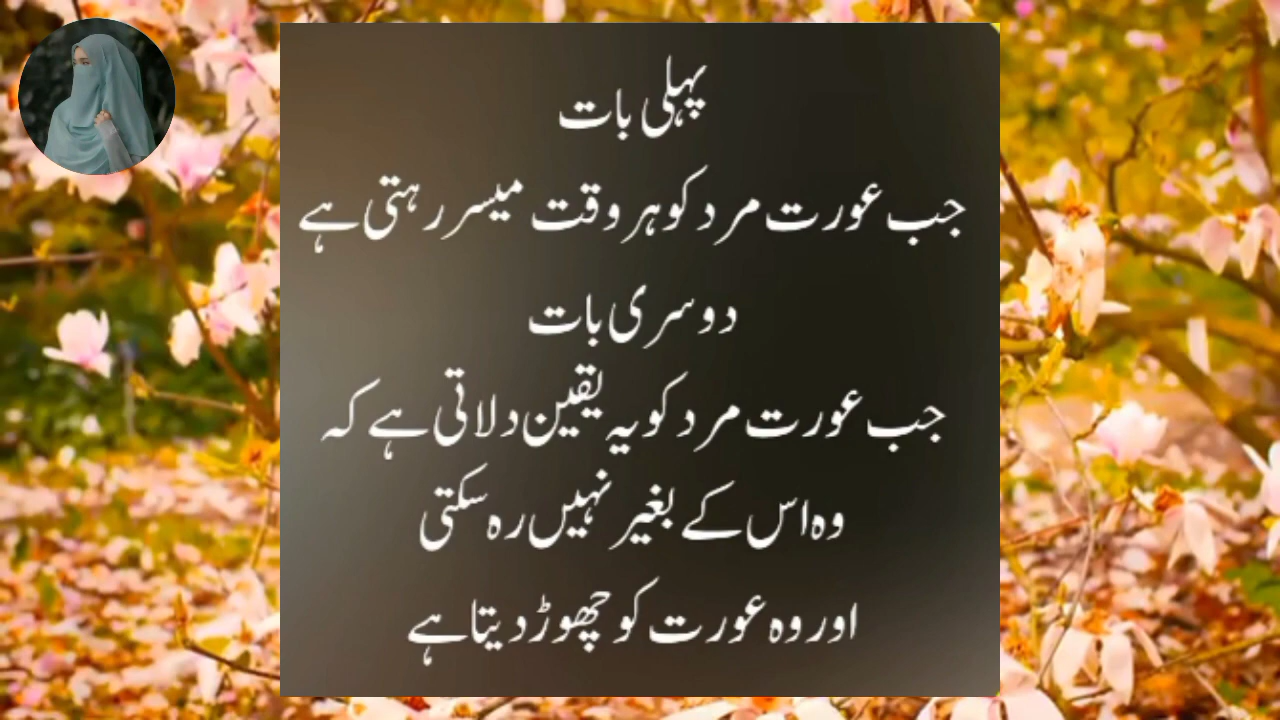 پہلی بات
جب عورت مرد کو ہر وقت میسر رہتی ہے
دوسری بات
جب عورت مرد کو یہ یقین دلاتی ہے کہ
وہ اس کے بغیر نہیں رہ سکتی
اور وہ عورت کو چھوڑ دیتا ہے